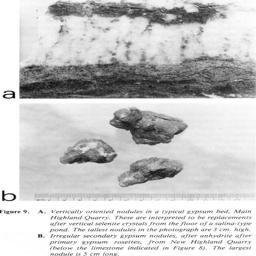 a
b
Figure 9. A. Vertically oriented nodules in a typical gypsum bed, Main
Highland Quarry. These are interpreted to be replacements
after vertical selenite crystals from the floor of a salina-type
pond. The tallest nodules in the photograph are 3 cm. high.
B. Irregular secondary gypsum nodules, after anhydrite after
primary gypsum rosettes, from New Highland Quarry
(below the limestone indicated in Figure 8). The largest
nodule is 5 cm long.